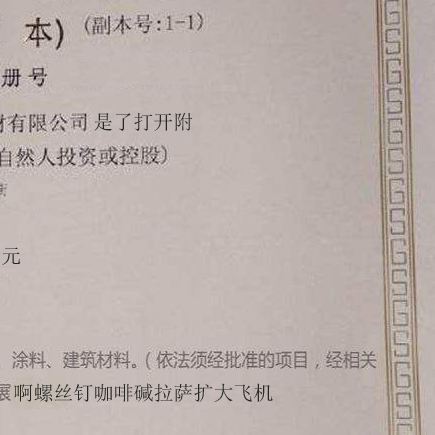 本) (副本号:1-1)
册号
材有限公司是了打开附
自然人投资或控股)
元
、涂料、建筑材料。(依法须经批准的项目，经相关
展啊螺丝钉咖啡碱拉萨扩大飞机